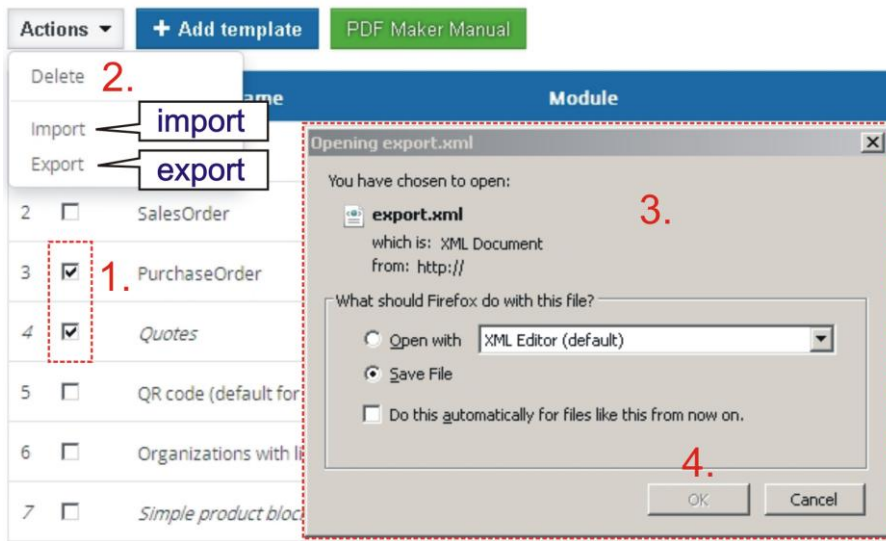 Actions + Add template PDF Maker Manual
Delete 2.
Module
Import import
Export export
Opening export.xml
You have chosen to open:
export.xml 3.
which is: XML Document
from: http://
2 SalesOrder
3 1. PurchaseOrder
4 Quotes
What should Firefox do with this file?
Open with XML Editor (default)
Save File
5 QR code (default for
Do this automatically for files like this from now on.
6 Organizations with
4.
OK Cancel
7 Simple product